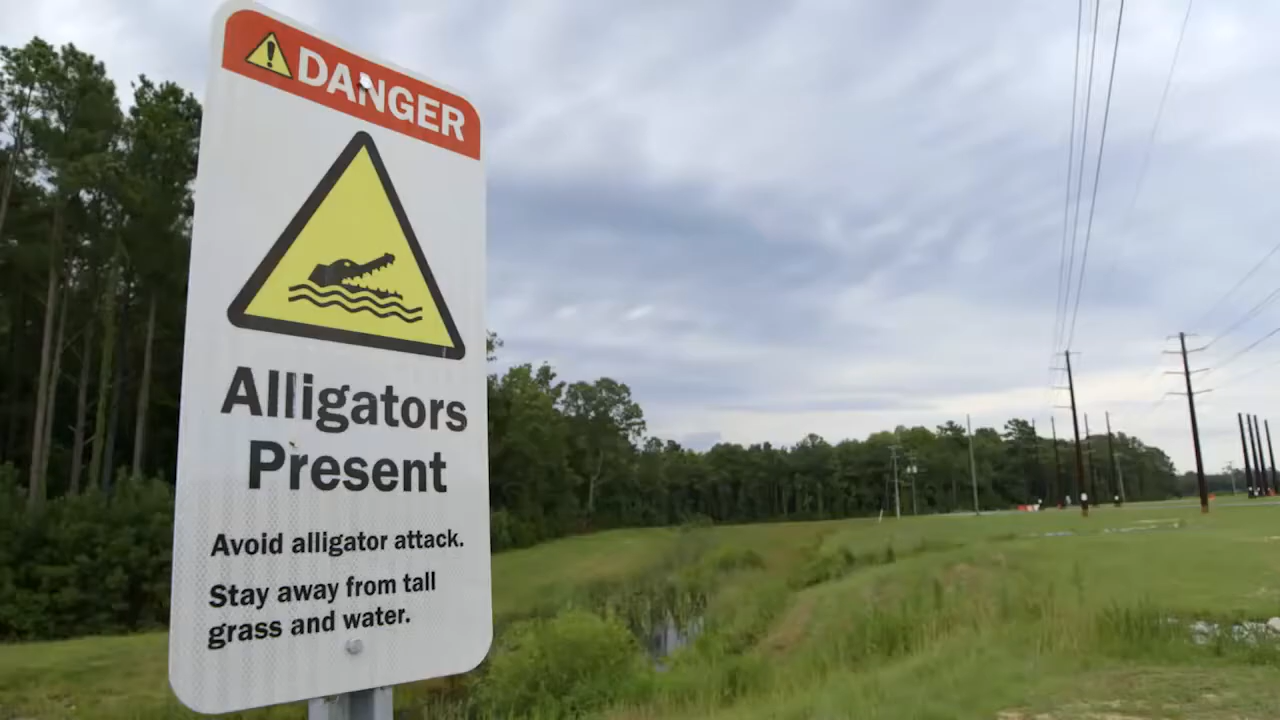 DANGER
Alligators
Present
Avoid alligator attack.
Stay away from tall
grass and water.